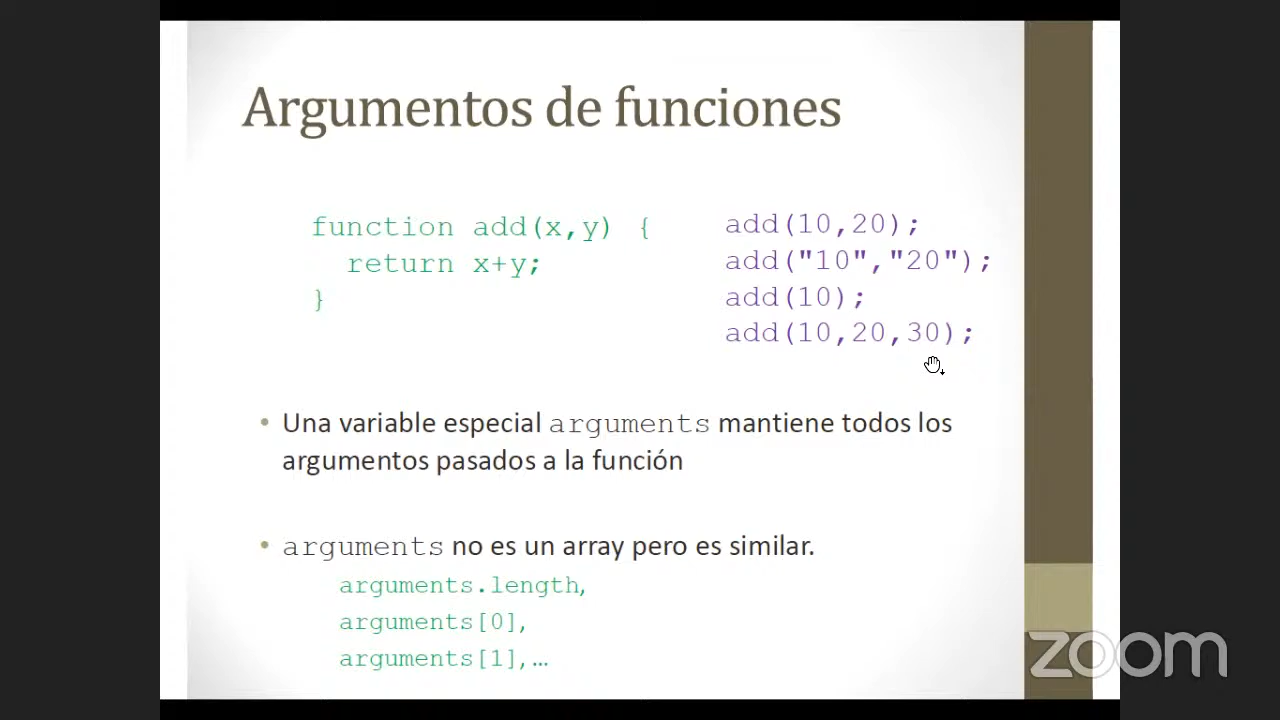 Argumentos de funciones
function add(x,y) {
return x+y;
}
add(10,20);
add("10","20");
add(10);
add(10,20,30);
• Una variable especial arguments mantiene todos los
argumentos pasados a la función
• arguments no es un array pero es similar.
arguments.length,
arguments[0],
arguments[1],…
zoom